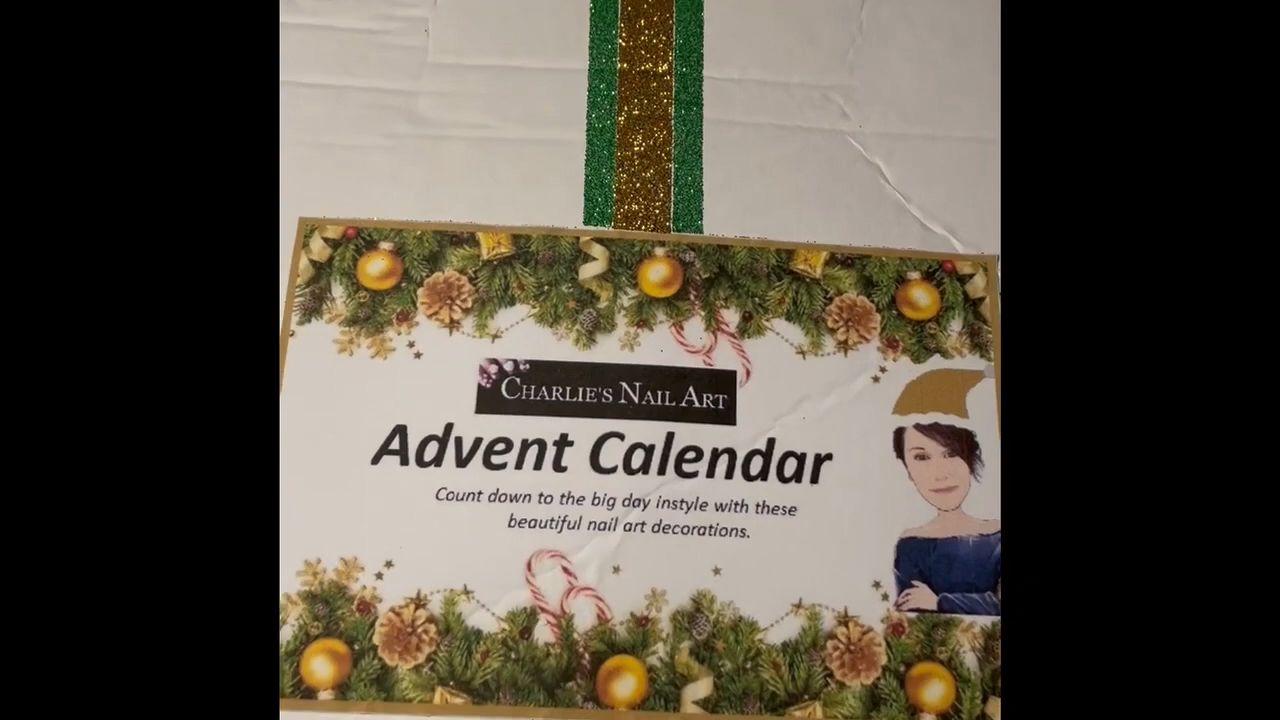 CHARLIE'S NAIL ART
Advent Calendar
Count down to the big day instyle with these
beautiful nail art decorations.